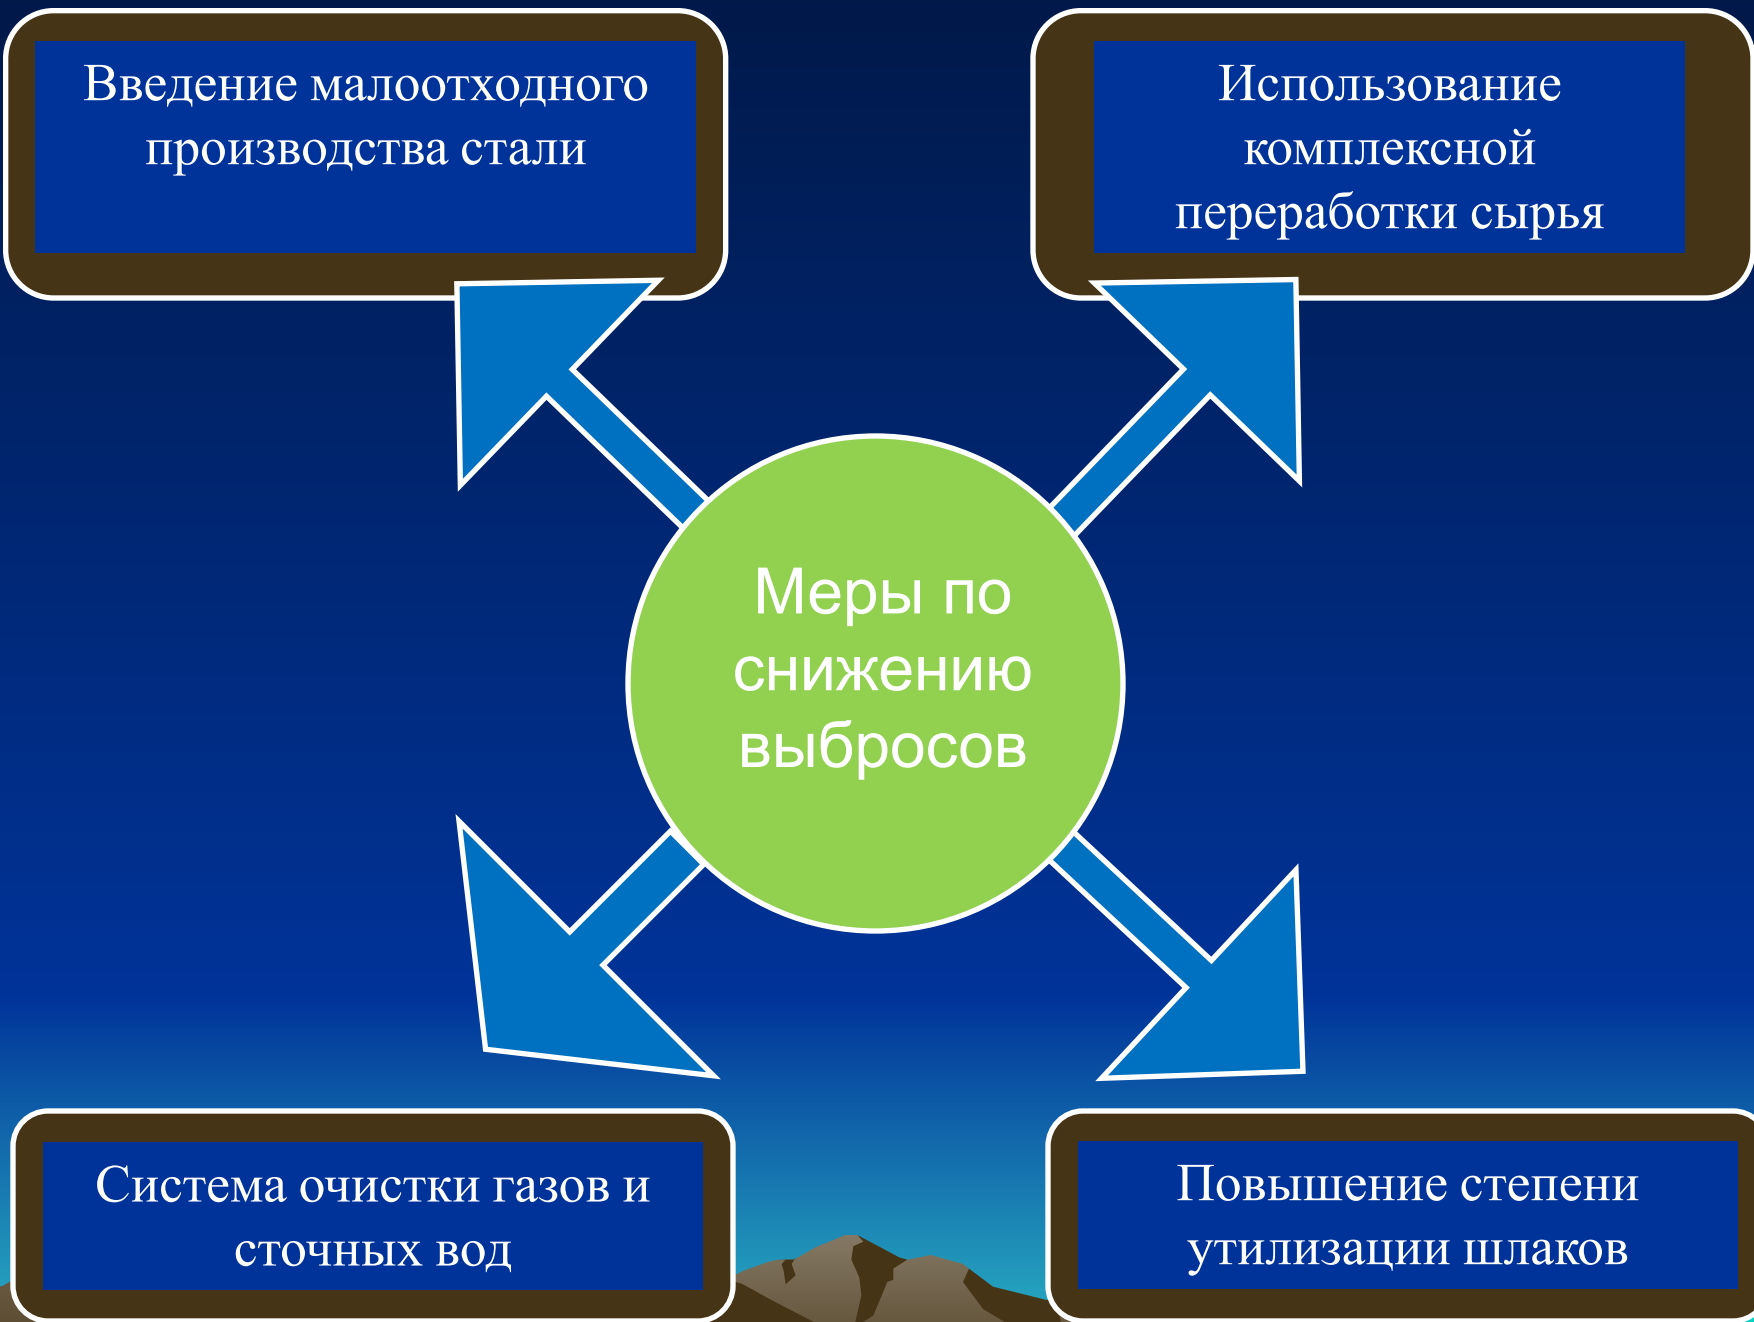 Введение малоотходного
производства стали
Использование
комплексной
переработки сырья
Меры по
снижению
выбросов
Система очистки газов и
сточных вод
Повышение степени
утилизации шлаков